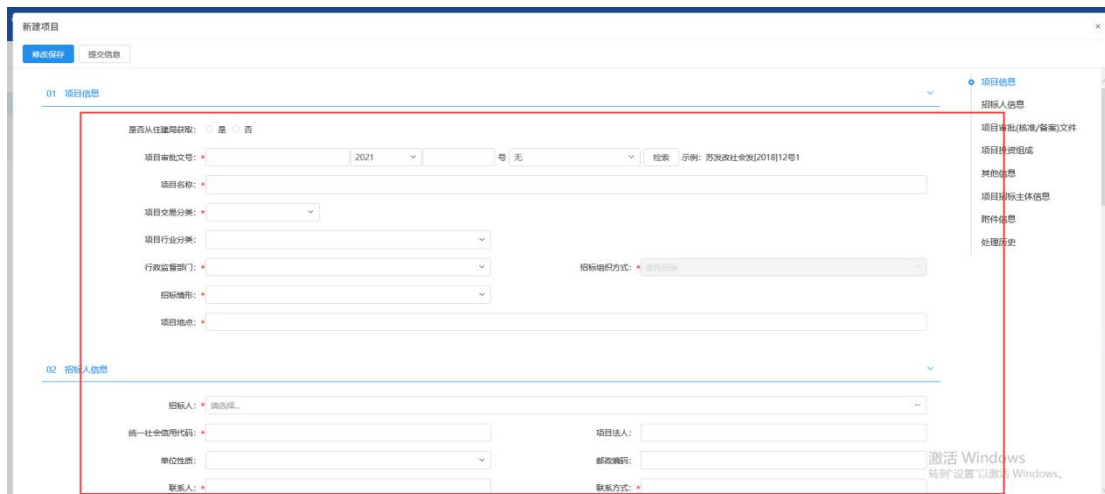 新建项目 ×
修改保存 提交信息
01 项目信息
是否从住建局获取: 是 否
项目审批文号: * 2021 号 无 检索 示例: 苏发改社会发[2018]12号1
项目名称: *
项目交易分类: *
项目行业分类:
行政监督部门: * 招标组织方式: * 委托招标
招标情形: *
项目地点: *
02 招标人信息
招标人: * 请选择...
统一社会信用代码: * 项目法人:
单位性质: 邮政编码:
联系人: * 联系方式: *
项目信息
招标人信息
项目审批(核准/备案)文件
项目投资组成
其他信息
项目招标主体信息
附件信息
处理历史
激活 Windows
转到"设置"以激活 Windows。